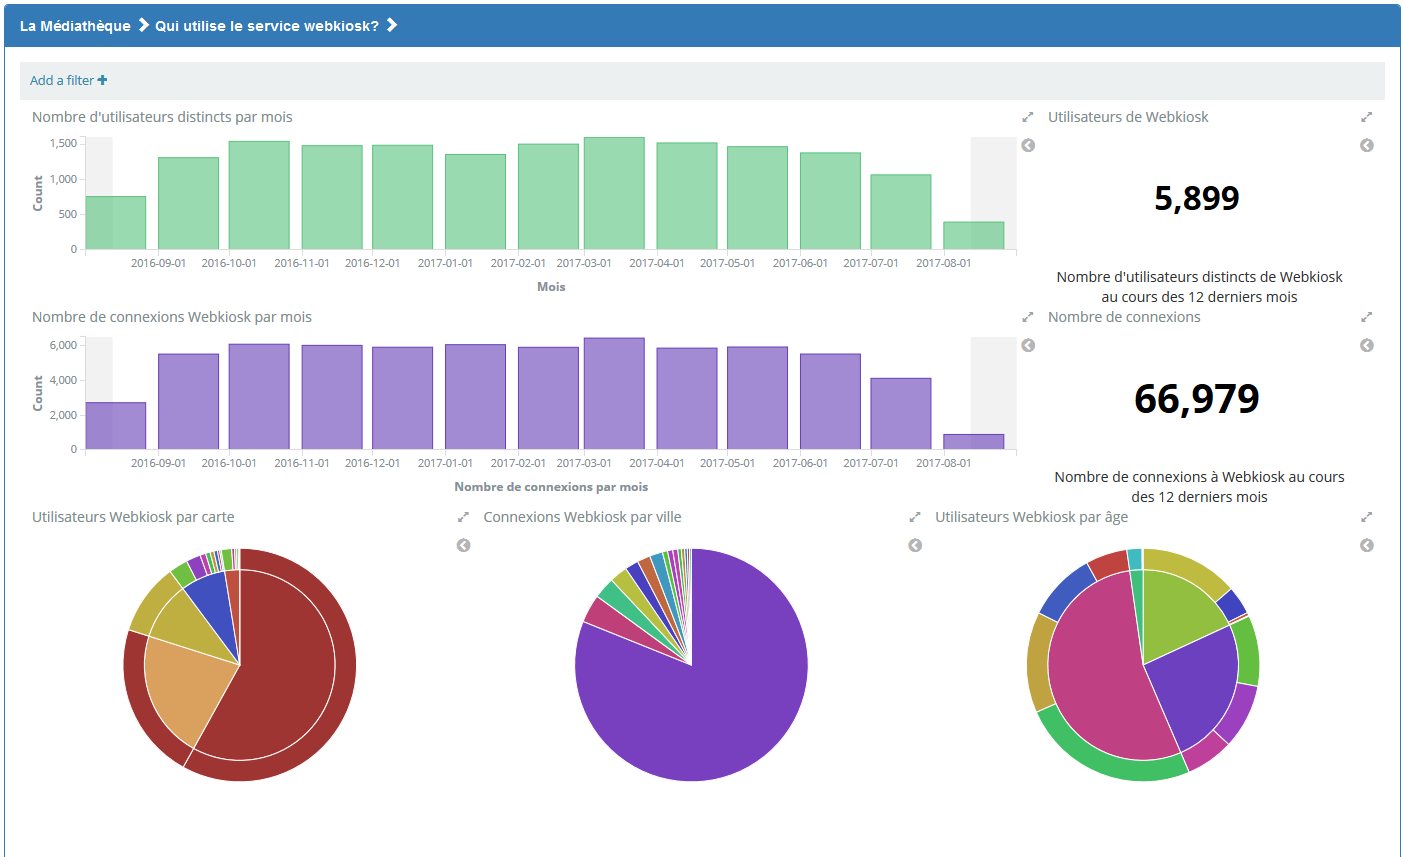 La Médiathèque Qui utilise le service webkiosk?
Add a filter
Nombre d'utilisateurs distincts par mois
1,500
1,000
500
0
Count
2016-09-01 2016-10-01 2016-11-01 2016-12-01 2017-01-01 2017-02-01 2017-03-01 2017-04-01 2017-05-01 2017-06-01 2017-07-01 2017-08-01
Mois
Utilisateurs de Webkiosk
5,899
Nombre d'utilisateurs distincts de Webkiosk
au cours des 12 derniers mois
Nombre de connexions Webkiosk par mois
6,000
4,000
2,000
0
Count
2016-09-01 2016-10-01 2016-11-01 2016-12-01 2017-01-01 2017-02-01 2017-03-01 2017-04-01 2017-05-01 2017-06-01 2017-07-01 2017-08-01
Nombre de connexions par mois
Nombre de connexions
66,979
Nombre de connexions à Webkiosk au cours
des 12 derniers mois
Utilisateurs Webkiosk par carte
Connexions Webkiosk par ville
Utilisateurs Webkiosk par âge